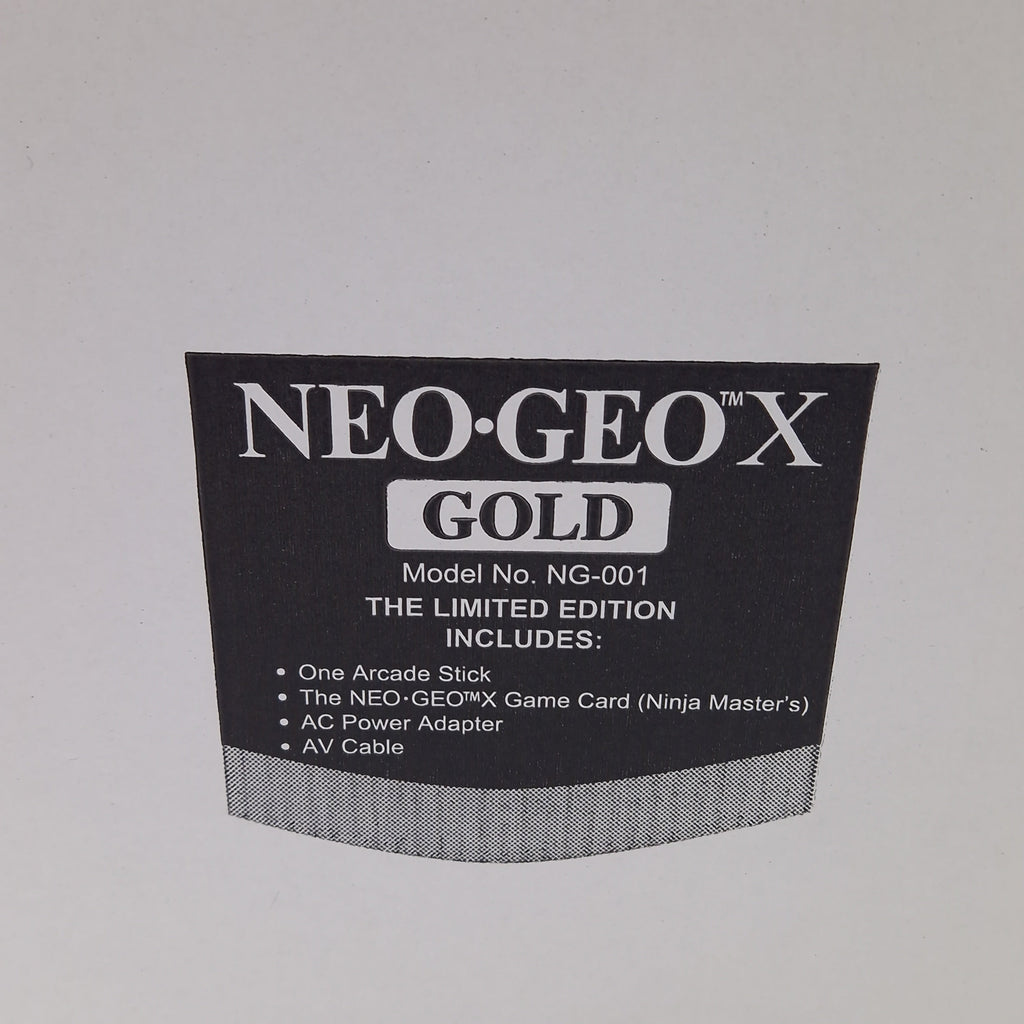 NEO•GEO™X
GOLD
Model No. NG-001
THE LIMITED EDITION
INCLUDES:
• One Arcade Stick
• The NEO•GEO™X Game Card (Ninja Master's)
• AC Power Adapter
• AV Cable